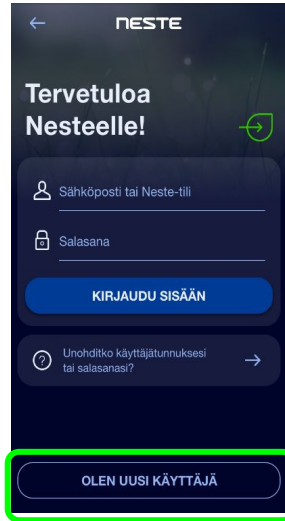 NESTE
Tervetuloa
Nesteelle!
Sähköposti tai Neste-tili
Salasana
KIRJAUDU SISÄÄN
Unohditko käyttäjätunnuksesi
tai salasanasi?
OLEN UUSI KÄYTTÄJÄ